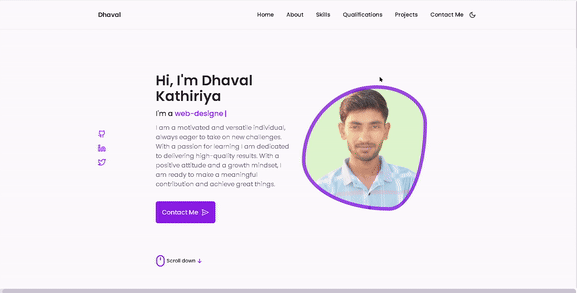 Dhaval
Home About Skills Qualifications Projects Contact Me
Hi, I'm Dhaval
Kathiriya
I'm a web-designe|
I am a motivated and versatile individual,
always eager to take on new challenges.
With a passion for learning I am dedicated
to delivering high-quality results. With a
positive attitude and a growth mindset, I
am ready to make a meaningful
contribution and achieve great things.
Contact Me
Scroll down